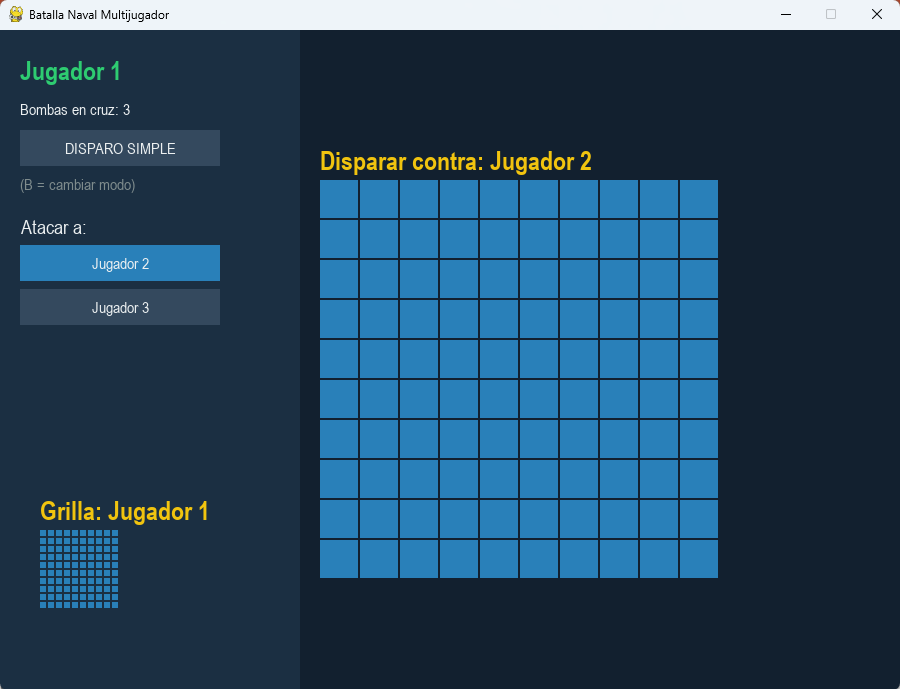 Batalla Naval Multijugador
Jugador 1
Bombas en cruz: 3
DISPARO SIMPLE
(B = cambiar modo)
Atacar a:
Jugador 2
Jugador 3
Disparar contra: Jugador 2
Grilla: Jugador 1